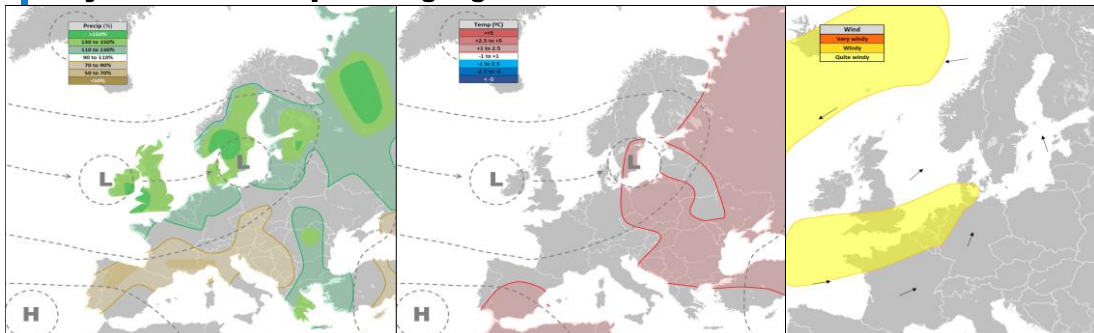 Precip (%)
>150%
130 to 150%
110 to 130%
90 to 110%
70 to 90%
50 to 70%
<50%
L
L
H
Temp (ºC)
>+5
+2.5 to +5
+1 to 2.5
-1 to +1
-1 to 2.5
-2.5 to -5
< -5
L
L
H
Wind
Very windy
Windy
Quite windy